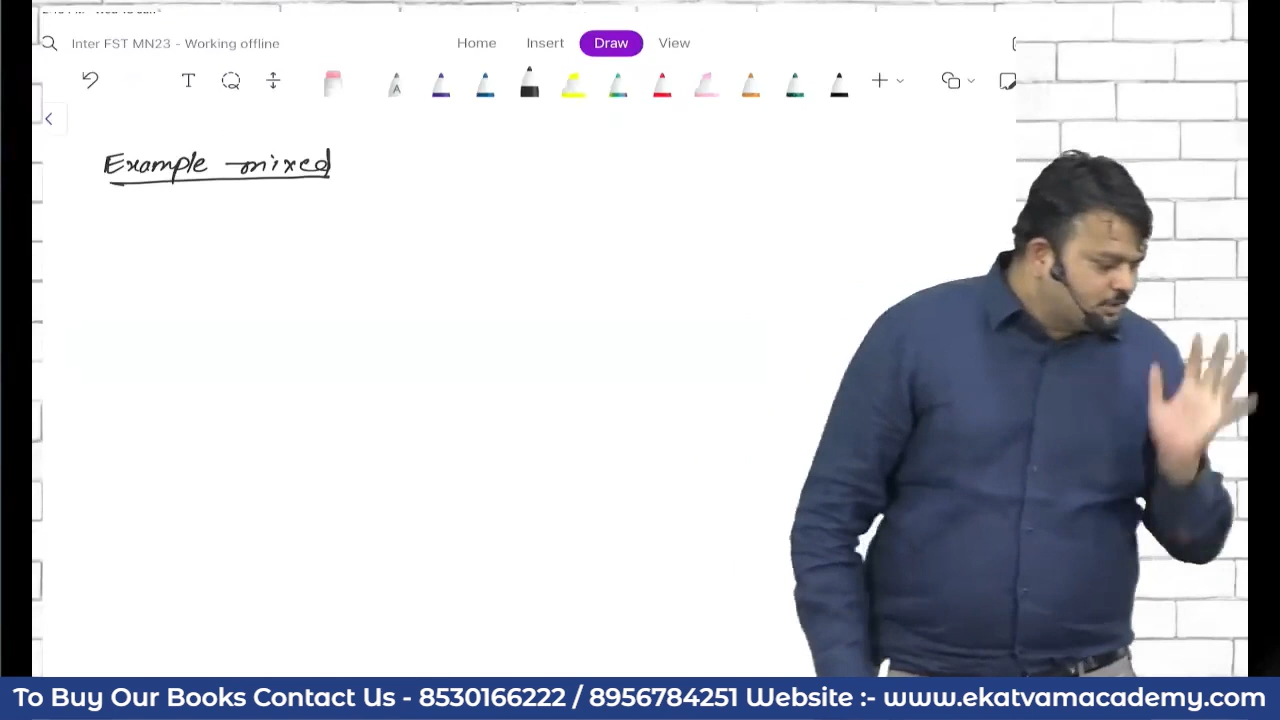 Inter FST MN23 - Working offline
Home Insert Draw View
T
A
Example mixed
To Buy Our Books Contact Us - 8530166222 / 8956784251 Website :- www.ekatvamacademy.com